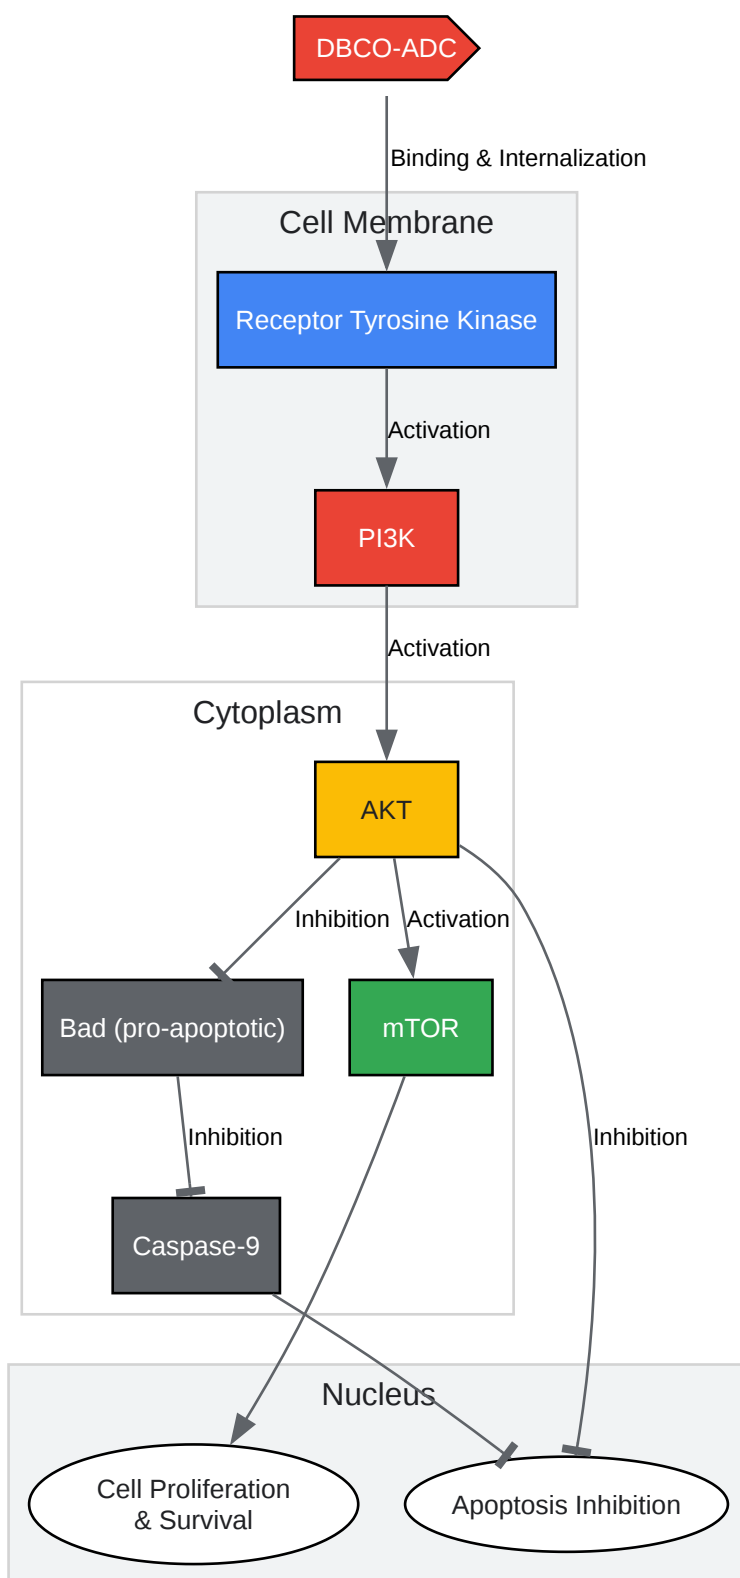 DBCO-ADC
Binding & Internalization
Cell Membrane
Receptor Tyrosine Kinase
Activation
PI3K
Activation
Cytoplasm
AKT
Inhibition
Activation
Bad (pro-apoptotic)
mTOR
Inhibition
Inhibition
Caspase-9
Nucleus
Cell Proliferation
& Survival
Apoptosis Inhibition